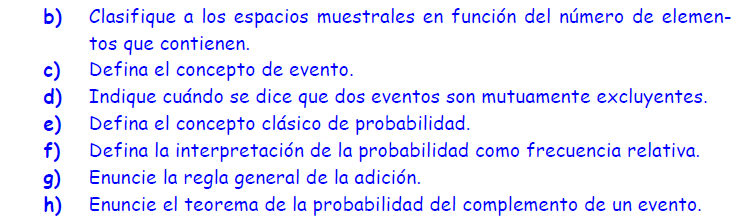 b) Clasifique a los espacios muestrales en función del número de elemen-
tos que contienen.
c) Defina el concepto de evento.
d) Indique cuándo se dice que dos eventos son mutuamente excluyentes.
e) Defina el concepto clásico de probabilidad.
f) Defina la interpretación de la probabilidad como frecuencia relativa.
g) Enuncie la regla general de la adición.
h) Enuncie el teorema de la probabilidad del complemento de un evento.